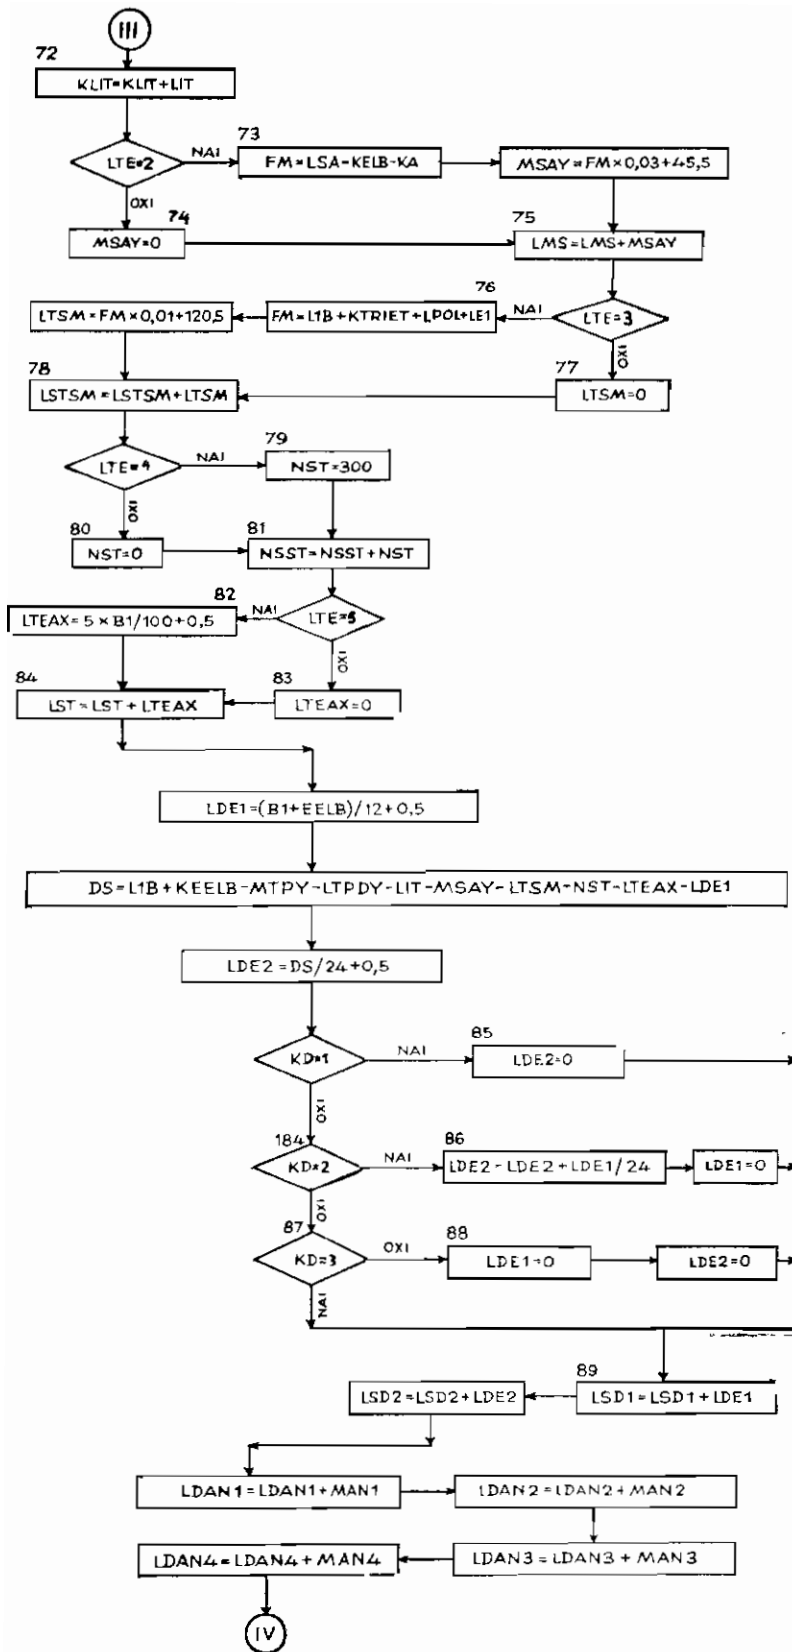 III
72
KLIT=KLIT+LIT
LTE=2
NAI
73
FM=LSA-KELB-KA
MSAY=FM×0,03+45,5
OXI
74
MSAY=0
75
LMS=LMS+MSAY
LTE=3
NAI
76
FM=L1B+KTRIET+LPOL+LE1
LTSM=FM×0,01+120,5
OXI
77
LTSM=0
78
LSTSM=LSTSM+LTSM
LTE=4
NAI
79
NST=300
OXI
80
NST=0
81
NSST=NSST+NST
LTE=5
NAI
82
LTEAX=5×B1/100+0,5
OXI
83
LTEAX=0
84
LST=LST+LTEAX
LDE1=(B1+EELB)/12+0,5
DS=L1B+KEELB-MTPY-LTPDY-LIT-MSAY-LTSM-NST-LTEAX-LDE1
LDE2=DS/24+0,5
KD=1
NAI
85
LDE2=0
OXI
184
KD=2
NAI
86
LDE2-LDE2+LDE1/24
LDE1=0
OXI
87
KD=3
OXI
88
LDE1=0
LDE2=0
NAI
89
LSD1=LSD1+LDE1
LSD2=LSD2+LDE2
LDAN1=LDAN1+MAN1
LDAN2=LDAN2+MAN2
LDAN3=LDAN3+MAN3
LDAN4=LDAN4+MAN4
IV